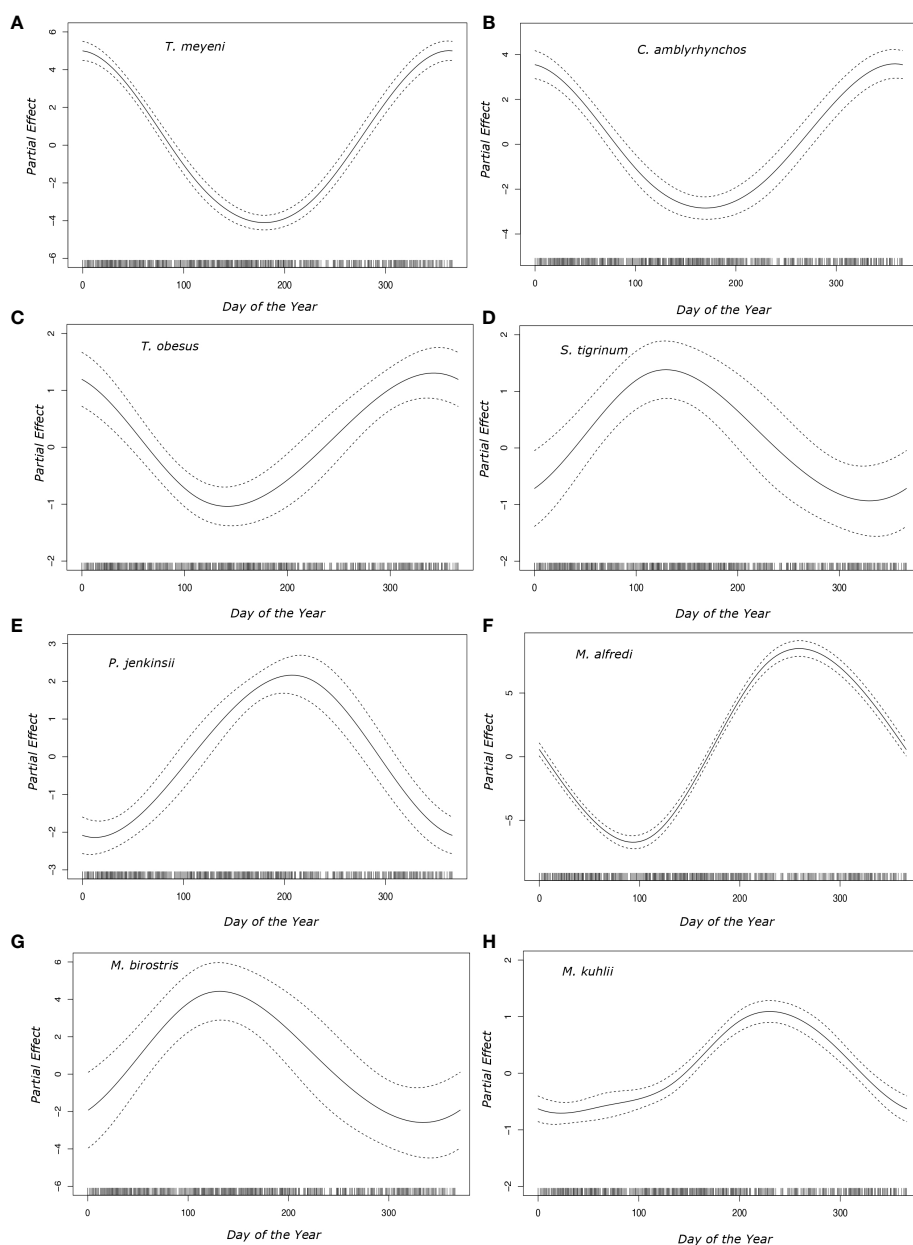 A
T. meyeni
Partial Effect
6
4
2
0
−2
−4
−6
0 100 200 300
Day of the Year
B
C. amblyrhynchos
Partial Effect
4
2
0
−2
−4
0 100 200 300
Day of the Year
C
T. obesus
Partial Effect
2
1
0
−1
−2
0 100 200 300
Day of the Year
D
S. tigrinum
Partial Effect
2
1
0
−1
−2
0 100 200 300
Day of the Year
E
P. jenkinsii
Partial Effect
3
2
1
0
−1
−2
−3
0 100 200 300
Day of the Year
F
M. alfredi
Partial Effect
5
0
−5
0 100 200 300
Day of the Year
G
M. birostris
Partial Effect
6
4
2
0
−2
−4
−6
0 100 200 300
Day of the Year
H
M. kuhlii
Partial Effect
2
1
0
−1
−2
0 100 200 300
Day of the Year